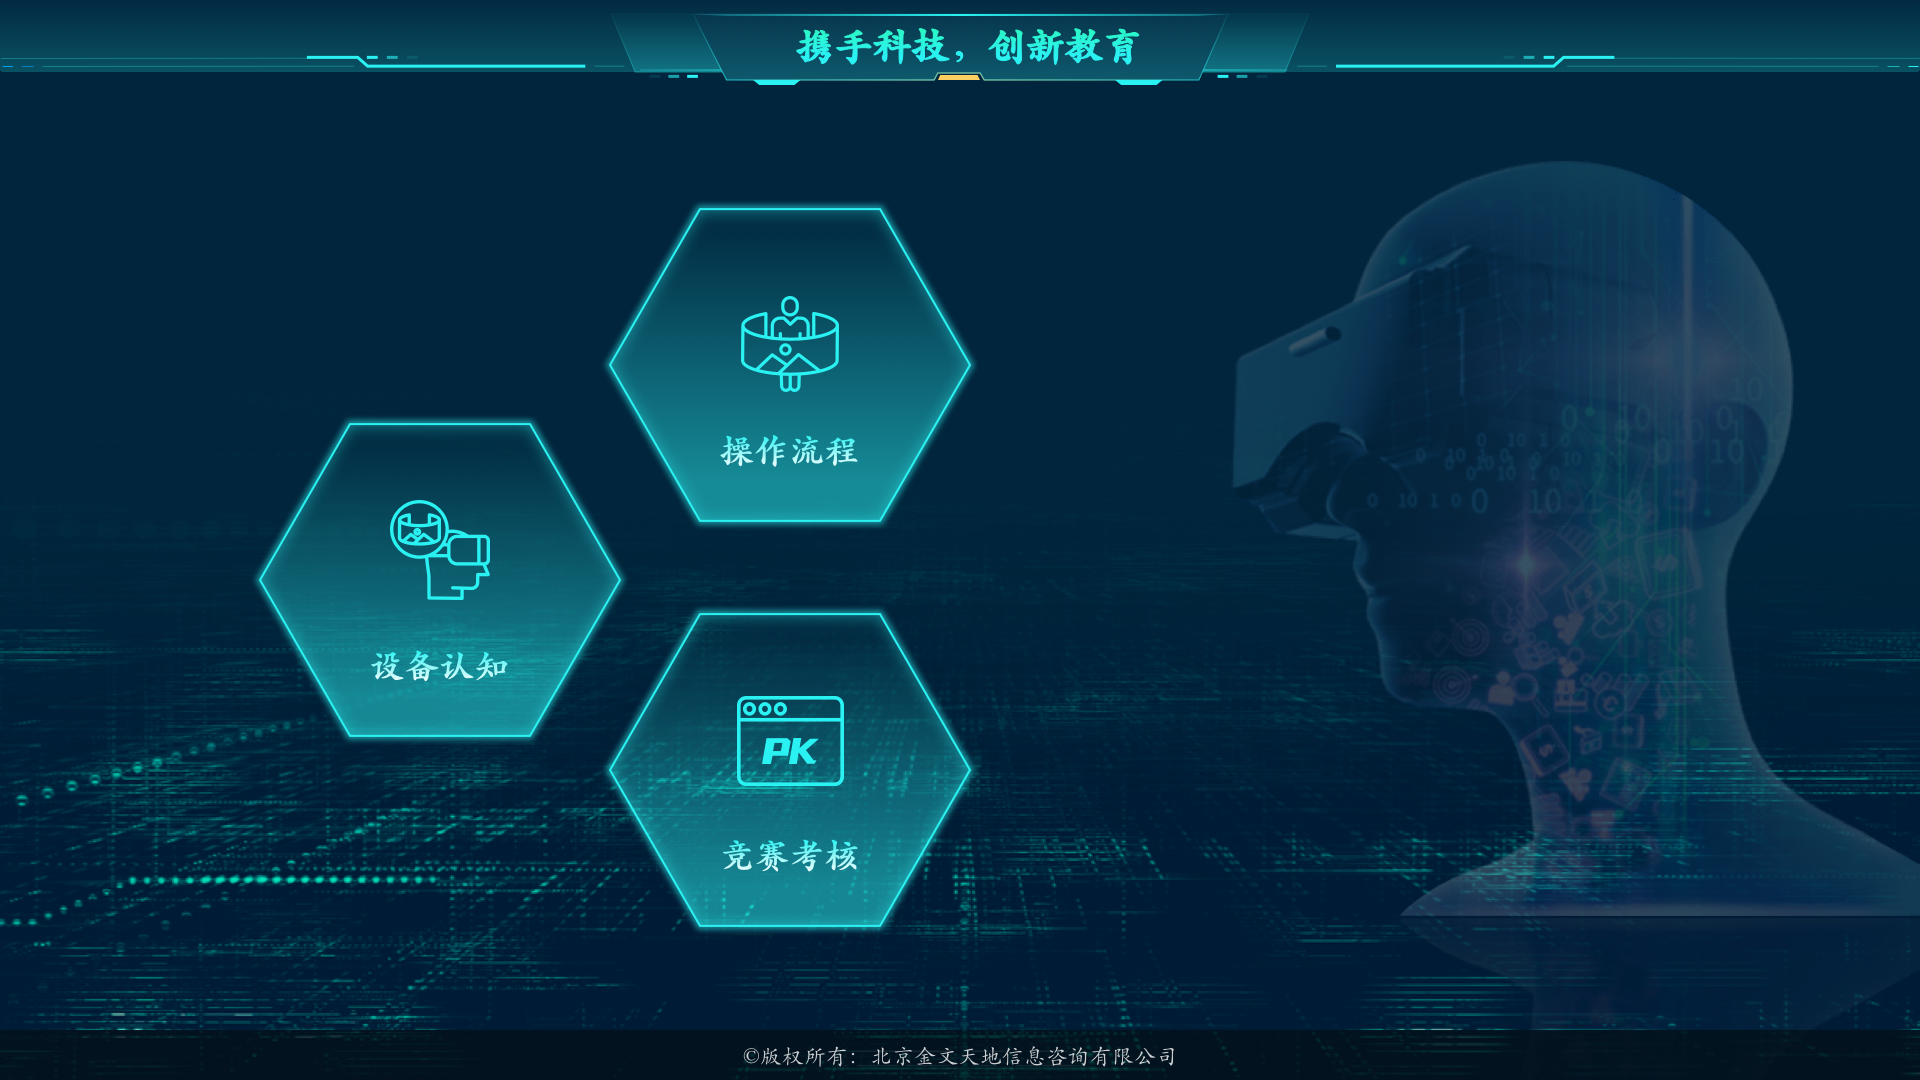 携手科技，创新教育
操作流程
设备认知
PK
竞赛考核
©版权所有：北京金文天地信息咨询有限公司